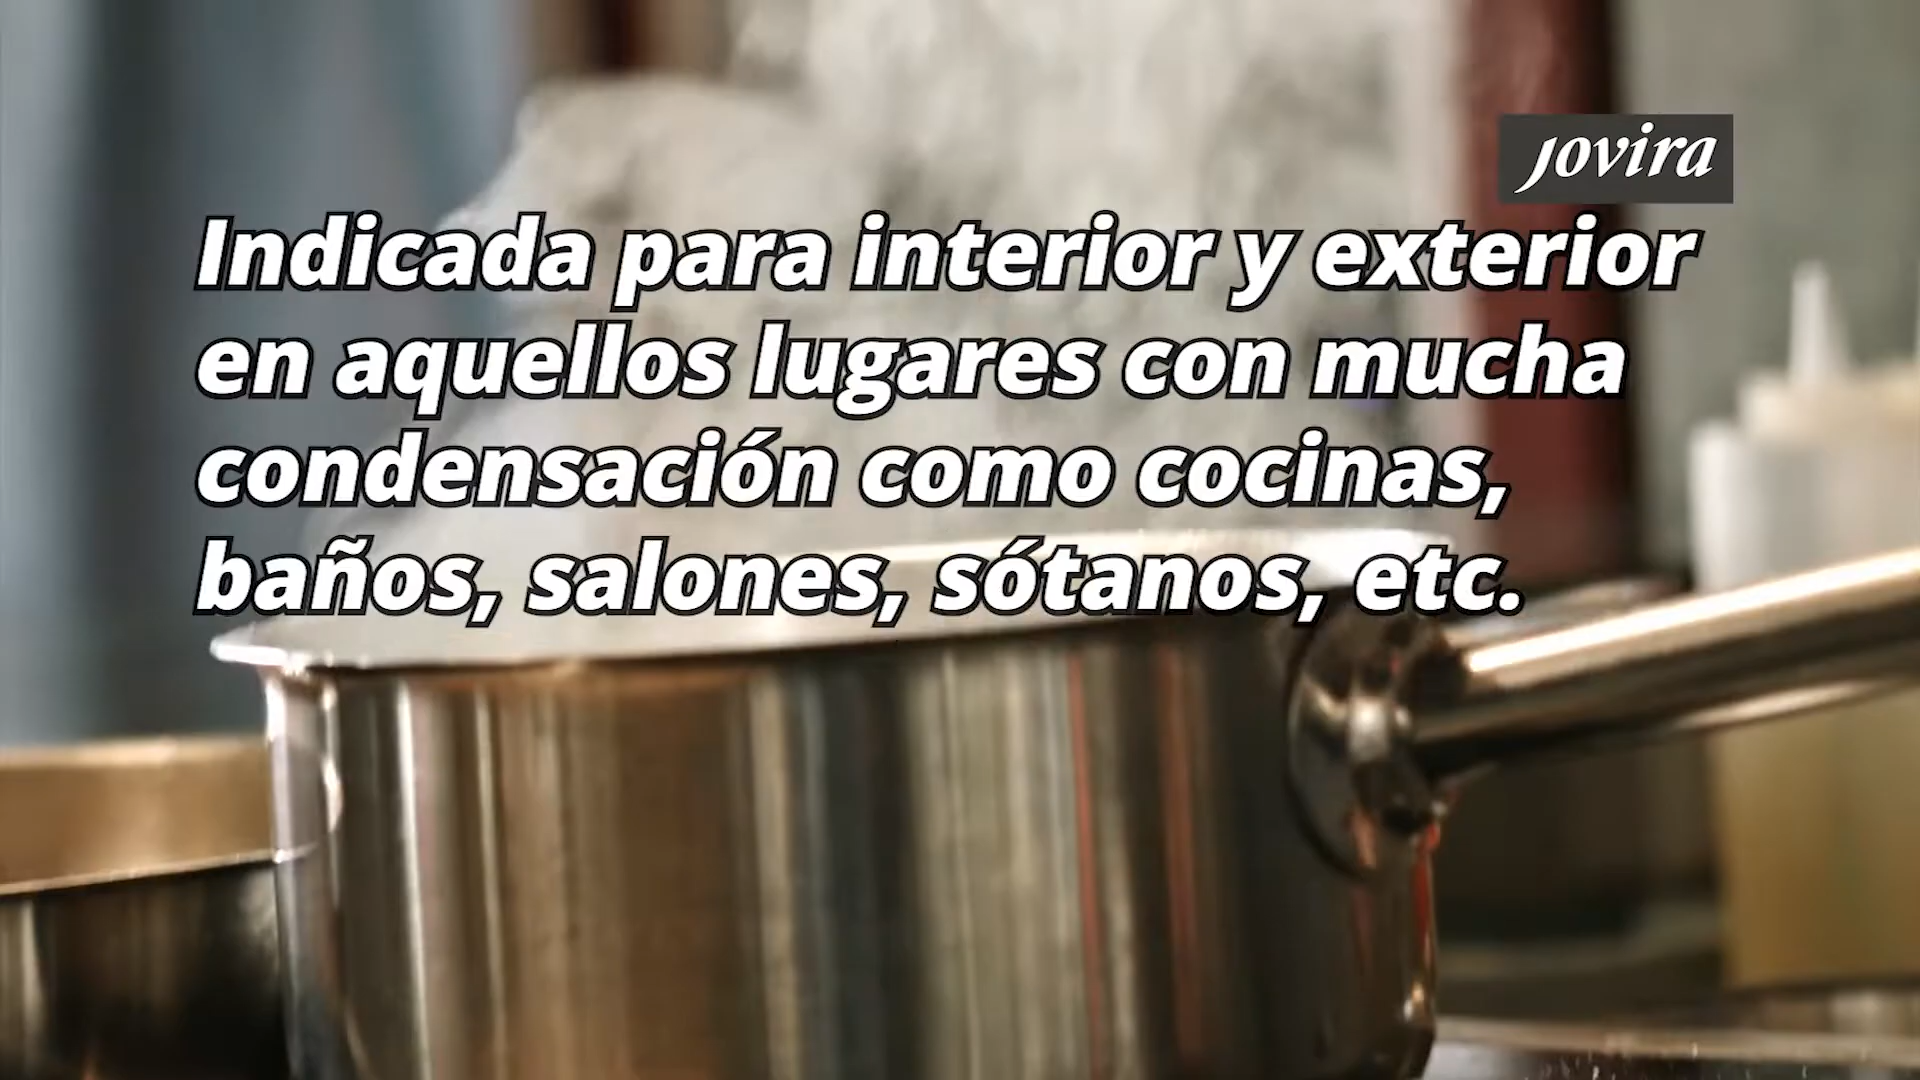 jovira
Indicada para interior y exterior
en aquellos lugares con mucha
condensación como cocinas,
baños, salones, sótanos, etc.